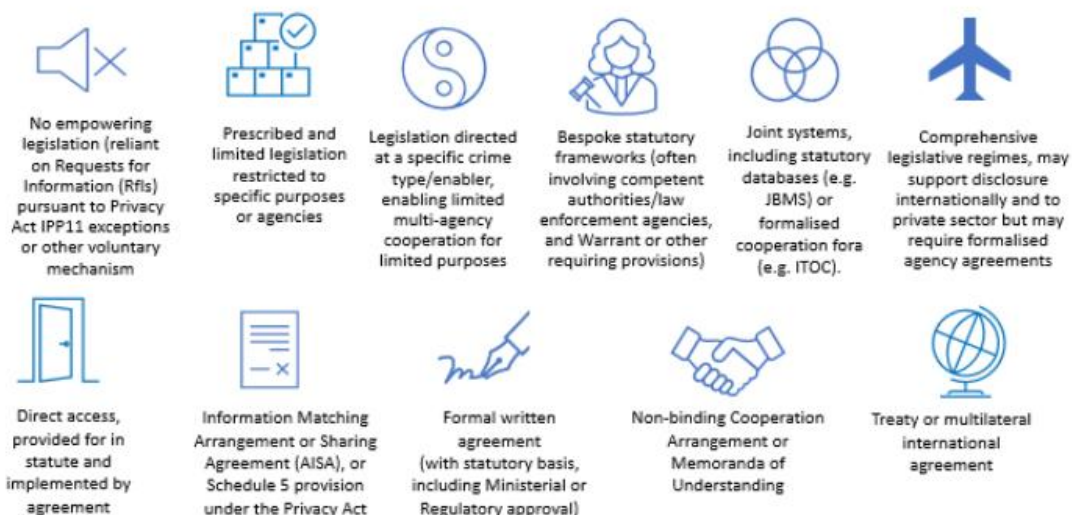 No empowering
legislation (reliant
on Requests for
Information (RfIs)
pursuant to Privacy
Act IPP11 exceptions
or other voluntary
mechanism
Prescribed and
limited legislation
restricted to
specific purposes
or agencies
Legislation directed
at a specific crime
type/enabler,
enabling limited
multi-agency
cooperation for
limited purposes
Bespoke statutory
frameworks (often
involving competent
authorities/law
enforcement agencies,
and Warrant or other
requiring provisions)
Joint systems,
including statutory
databases (e.g.
JBMS) or
formalised
cooperation fora
(e.g. ITOC).
Comprehensive
legislative regimes, may
support disclosure
internationally and to
private sector but may
require formalised
agency agreements
Direct access,
provided for in
statute and
implemented by
agreement
Information Matching
Arrangement or Sharing
Agreement (AISA), or
Schedule 5 provision
under the Privacy Act
Formal written
agreement
(with statutory basis,
including Ministerial or
Regulatory approval)
Non-binding Cooperation
Arrangement or
Memoranda of
Understanding
Treaty or multilateral
international
agreement